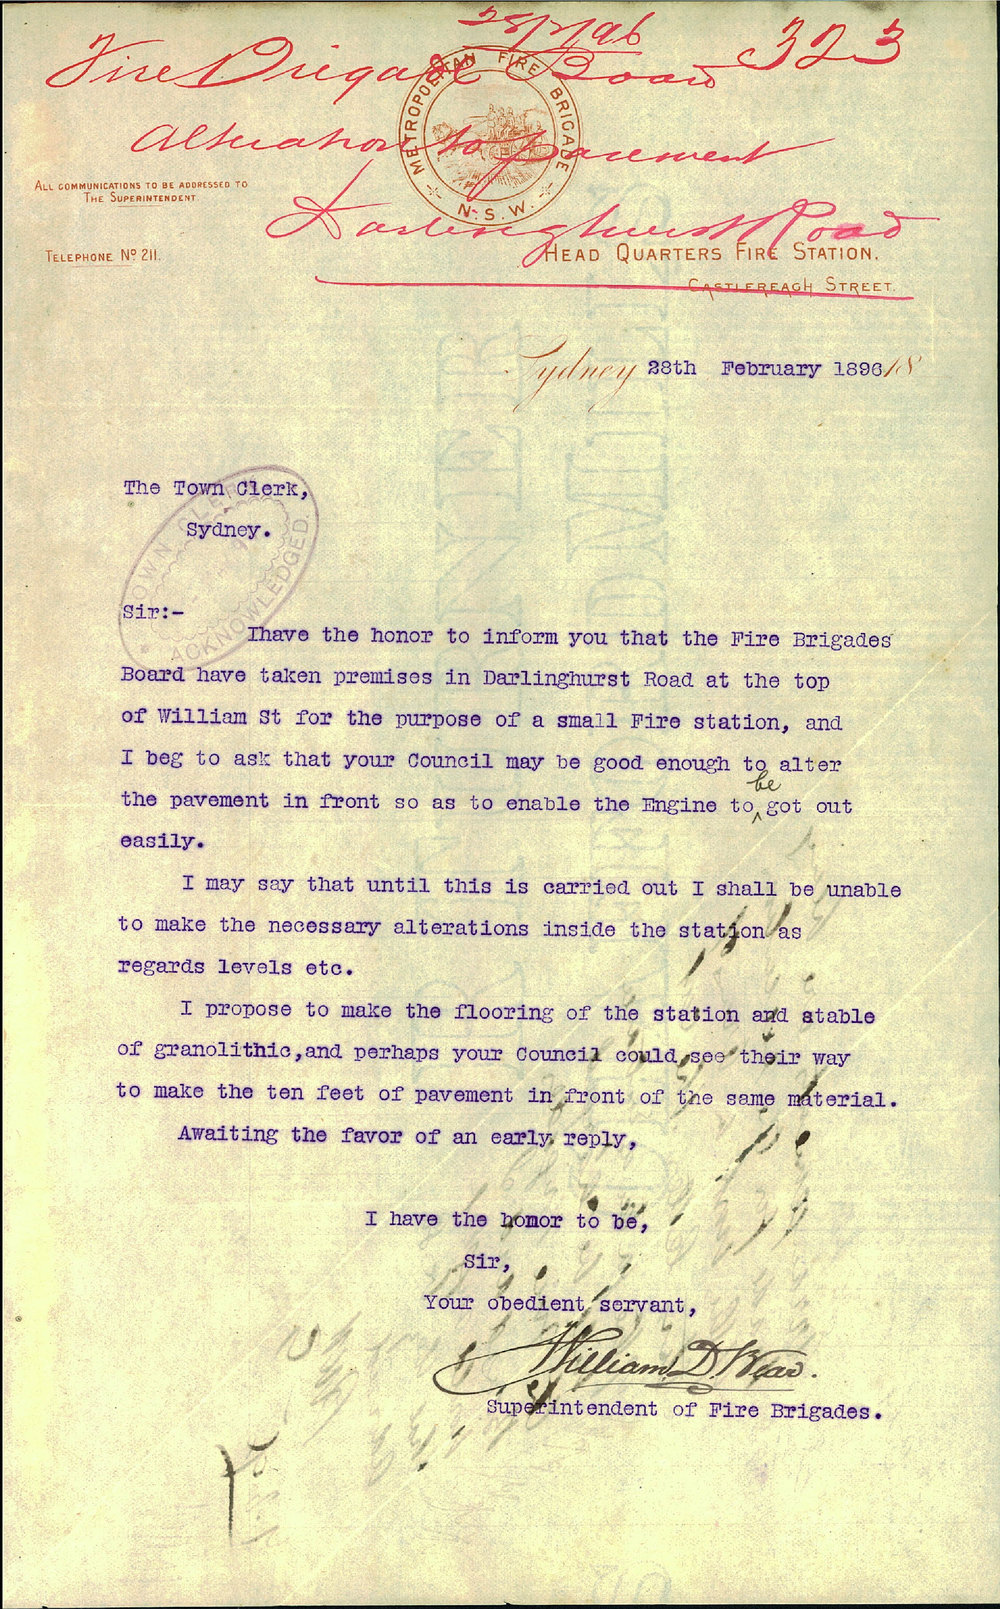 28/2/96
323
Fire Brigade Board
Alteration to pavement
Darlinghurst Road
METROPOLITAN FIRE BRIGADE
N.S.W.
ALL COMMUNICATIONS TO BE ADDRESSED TO
THE SUPERINTENDENT
TELEPHONE No 211.
HEAD QUARTERS FIRE STATION,
CASTLEREAGH STREET.
Sydney 28th February 1896 18
The Town Clerk,
Sydney.
TOWN CLERK
ACKNOWLEDGED.
Sir:-
Ihave the honor to inform you that the Fire Brigades
Board have taken premises in Darlinghurst Road at the top
of William St for the purpose of a small Fire station, and
I beg to ask that your Council may be good enough to alter
the pavement in front so as to enable the Engine to be got out
easily.
I may say that until this is carried out I shall be unable
to make the necessary alterations inside the station as
regards levels etc.
I propose to make the flooring of the station and stable
of granolithic,and perhaps your Council could see their way
to make the ten feet of pavement in front of the same material.
Awaiting the favor of an early reply,
I have the honor to be,
Sir,
Your obedient servant,
William D. Bear.
Superintendent of Fire Brigades.